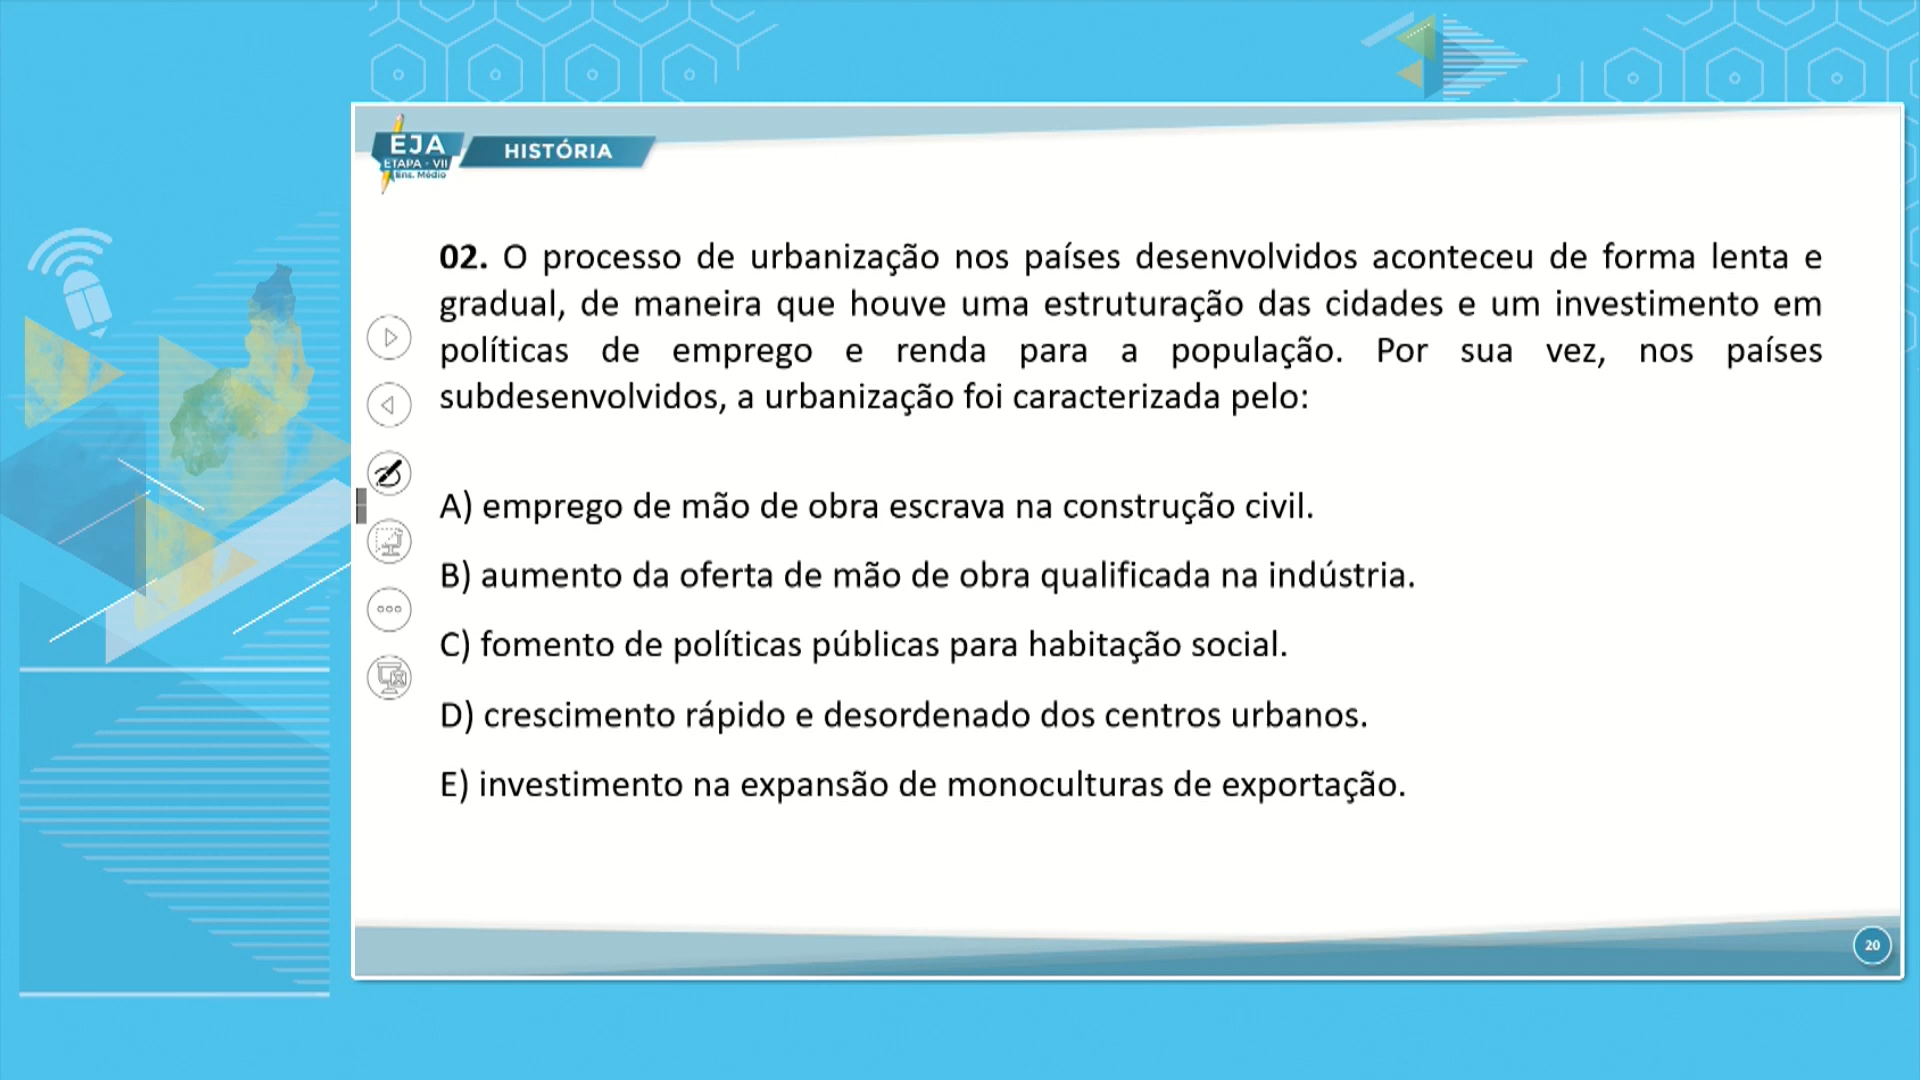 EJA
ETAPA - VII
Ens. Médio
HISTÓRIA
02. O processo de urbanização nos países desenvolvidos aconteceu de forma lenta e
gradual, de maneira que houve uma estruturação das cidades e um investimento em
políticas de emprego e renda para a população. Por sua vez, nos países
subdesenvolvidos, a urbanização foi caracterizada pelo:
A) emprego de mão de obra escrava na construção civil.
B) aumento da oferta de mão de obra qualificada na indústria.
C) fomento de políticas públicas para habitação social.
D) crescimento rápido e desordenado dos centros urbanos.
E) investimento na expansão de monoculturas de exportação.
20